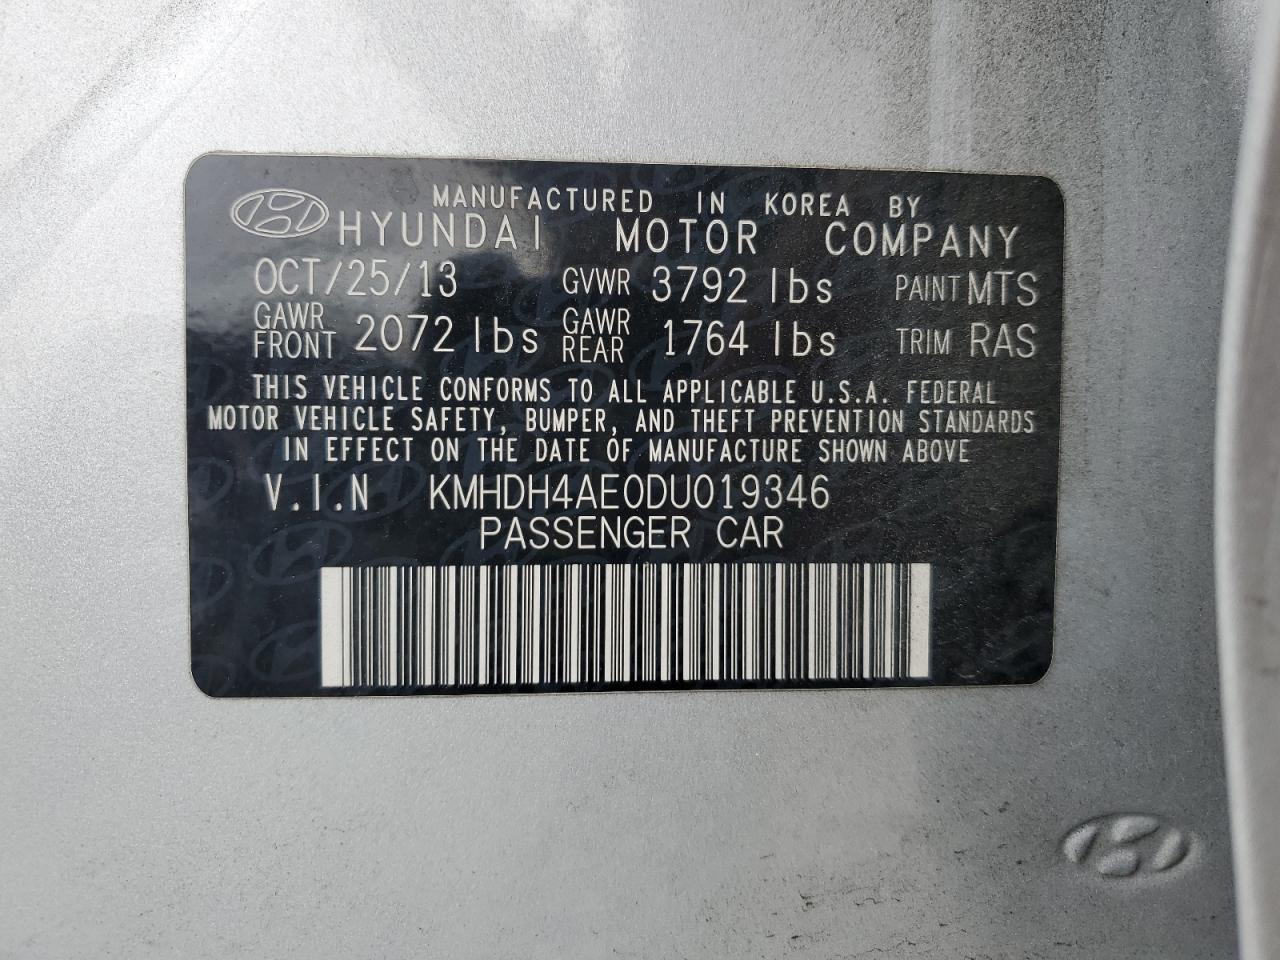 MANUFACTURED IN KOREA BY
HYUNDAI MOTOR COMPANY
OCT/25/13 GVWR 3792 lbs PAINT MTS
GAWR FRONT 2072 lbs GAWR REAR 1764 lbs TRIM RAS
THIS VEHICLE CONFORMS TO ALL APPLICABLE U.S.A. FEDERAL
MOTOR VEHICLE SAFETY, BUMPER, AND THEFT PREVENTION STANDARDS
IN EFFECT ON THE DATE OF MANUFACTURE SHOWN ABOVE
V.I.N KMHDH4AE0DU019346
PASSENGER CAR